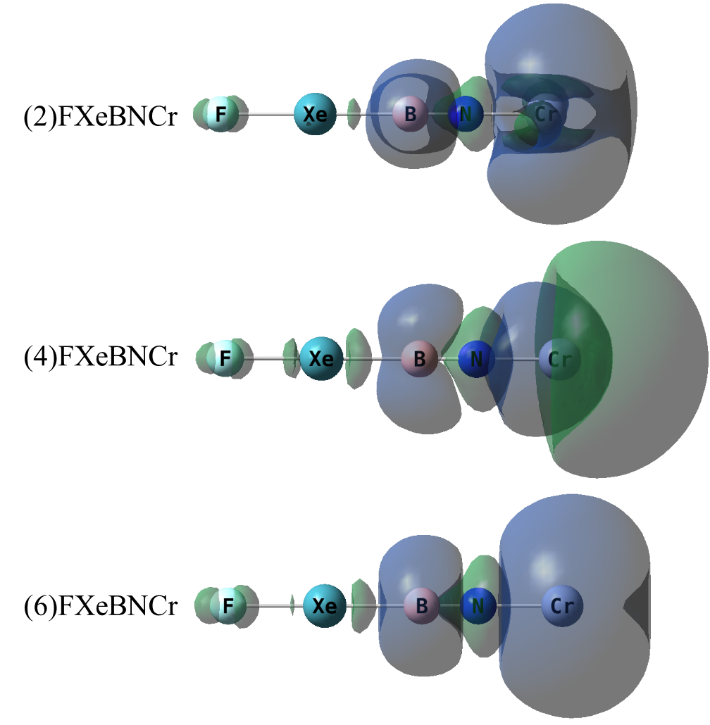 (2)FXeBNCr F Xe B N Cr
(4)FXeBNCr F Xe B N Cr
(6)FXeBNCr F Xe B N Cr